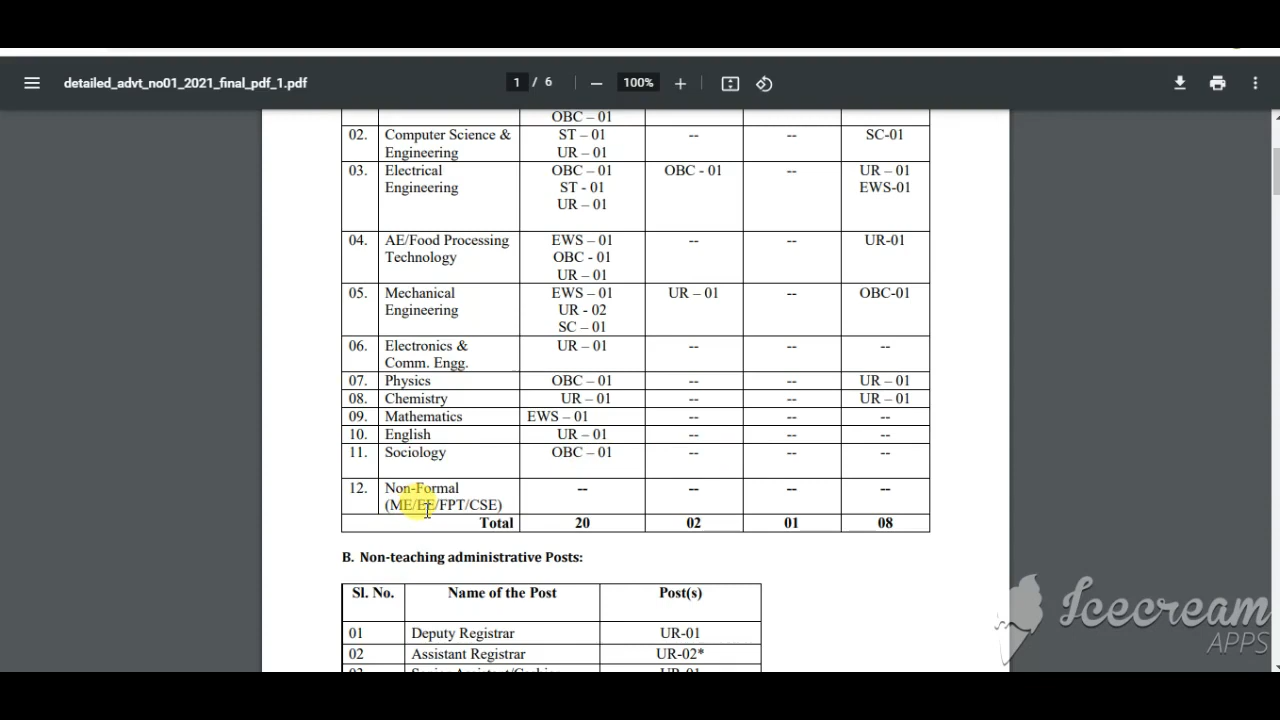 detailed_advt_no01_2021_final_pdf_1.pdf 1 / 6 100%
OBC – 01
02. Computer Science & ST – 01 -- -- SC-01
Engineering UR – 01
03. Electrical OBC – 01 OBC - 01 -- UR – 01
Engineering ST - 01 EWS-01
UR – 01
04. AE/Food Processing EWS – 01 -- -- UR-01
Technology OBC - 01
UR – 01
05. Mechanical EWS – 01 UR – 01 -- OBC-01
Engineering UR - 02
SC – 01
06. Electronics & UR – 01 -- -- --
Comm. Engg.
07. Physics OBC – 01 -- -- UR – 01
08. Chemistry UR – 01 -- -- UR – 01
09. Mathematics EWS – 01 -- -- --
10. English UR – 01 -- -- --
11. Sociology OBC – 01 -- -- --
12. Non-Formal -- -- -- --
(ME/EE/FPT/CSE)
Total 20 02 01 08
B. Non-teaching administrative Posts:
Sl. No. Name of the Post Post(s)
01 Deputy Registrar UR-01
02 Assistant Registrar UR-02*
Icecream
APPS